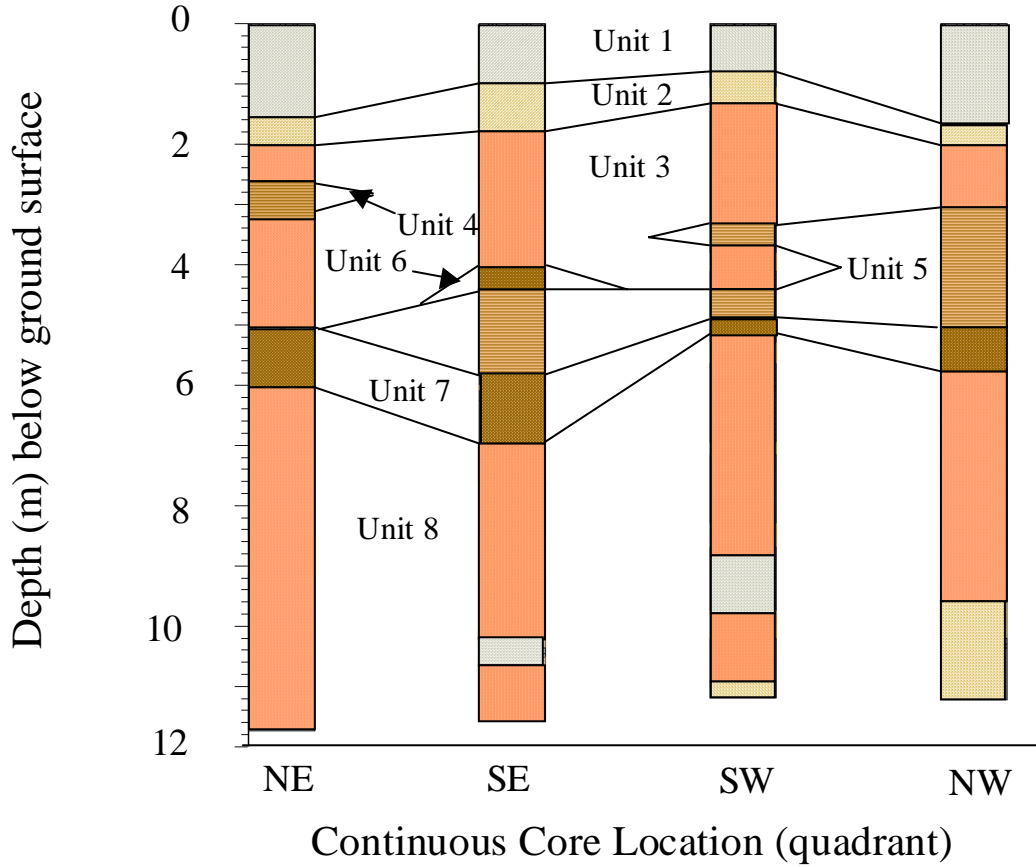 0
2
4
6
8
10
12
Depth (m) below ground surface
Unit 1
Unit 2
Unit 3
Unit 4
Unit 6
Unit 5
Unit 7
Unit 8
NE SE SW NW
Continuous Core Location (quadrant)